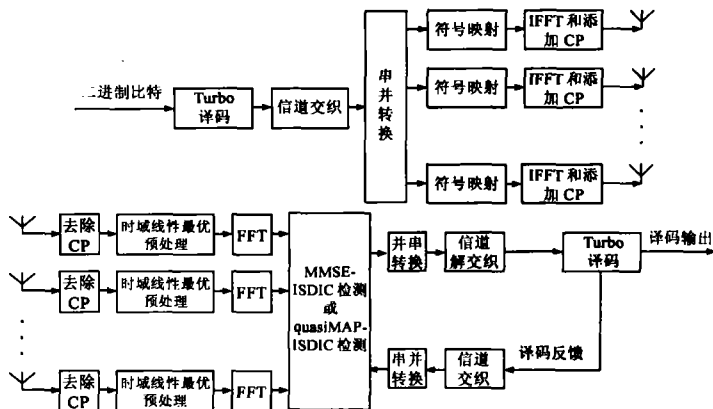 二进制比特
Turbo
译码
信道交织
串
并
转
换
符号映射
IFFT 和添
加 CP
符号映射
IFFT 和添
加 CP
符号映射
IFFT 和添
加 CP
去除
CP
时域线性最优
预处理
FFT
去除
CP
时域线性最优
预处理
FFT
去除
CP
时域线性最优
预处理
FFT
MMSE-
ISDIC 检测
或
quasiMAP-
ISDIC 检测
并串
转换
信道
解交织
Turbo
译码
译码输出
串并
转换
信道
交织
译码反馈